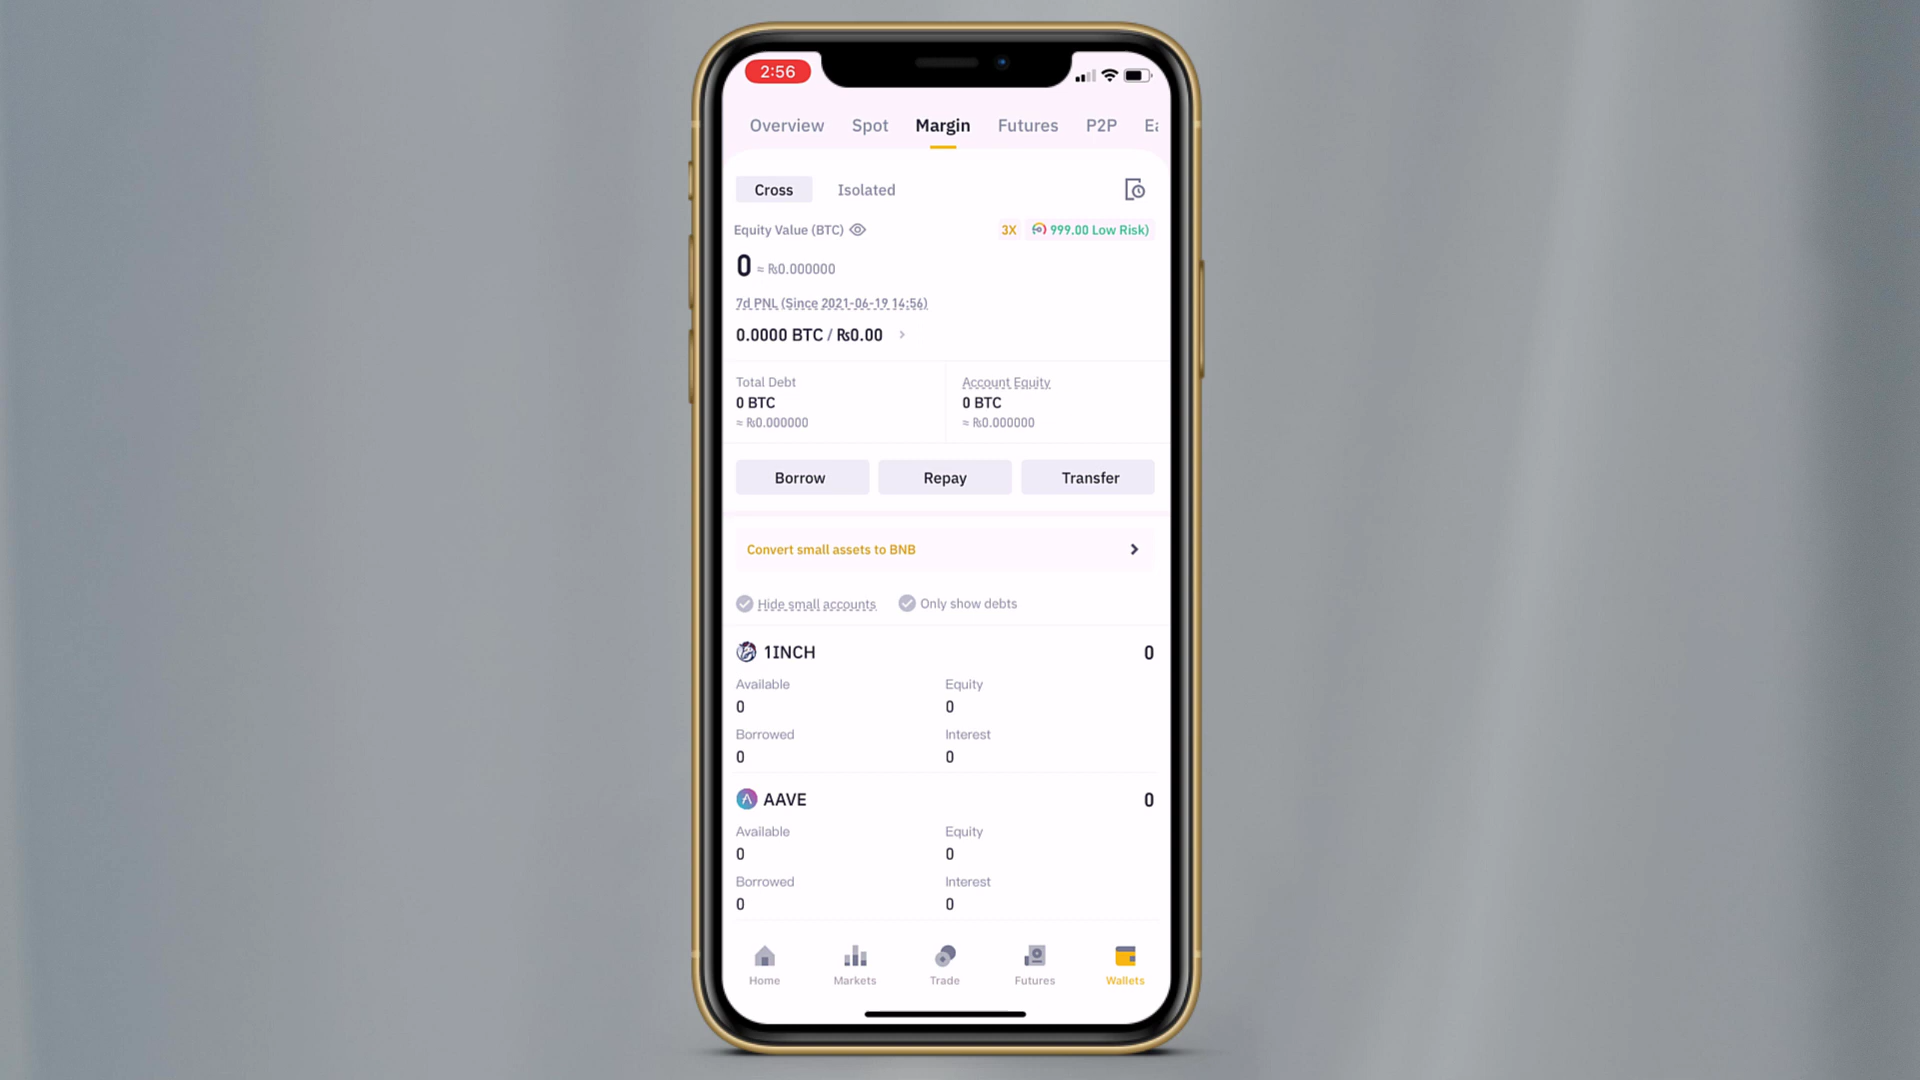 2:56
Overview Spot Margin Futures P2P Ea
Cross Isolated
Equity Value (BTC) 3X 999.00 Low Risk)
0 ≈ ₨0.000000
7d PNL (Since 2021-06-19 14:56)
0.0000 BTC / ₨0.00 >
Total Debt Account Equity
0 BTC 0 BTC
≈ ₨0.000000 ≈ ₨0.000000
Borrow Repay Transfer
Convert small assets to BNB
Hide small accounts Only show debts
1INCH 0
Available Equity
0 0
Borrowed Interest
0 0
AAVE 0
Available Equity
0 0
Borrowed Interest
0 0
Home Markets Trade Futures Wallets